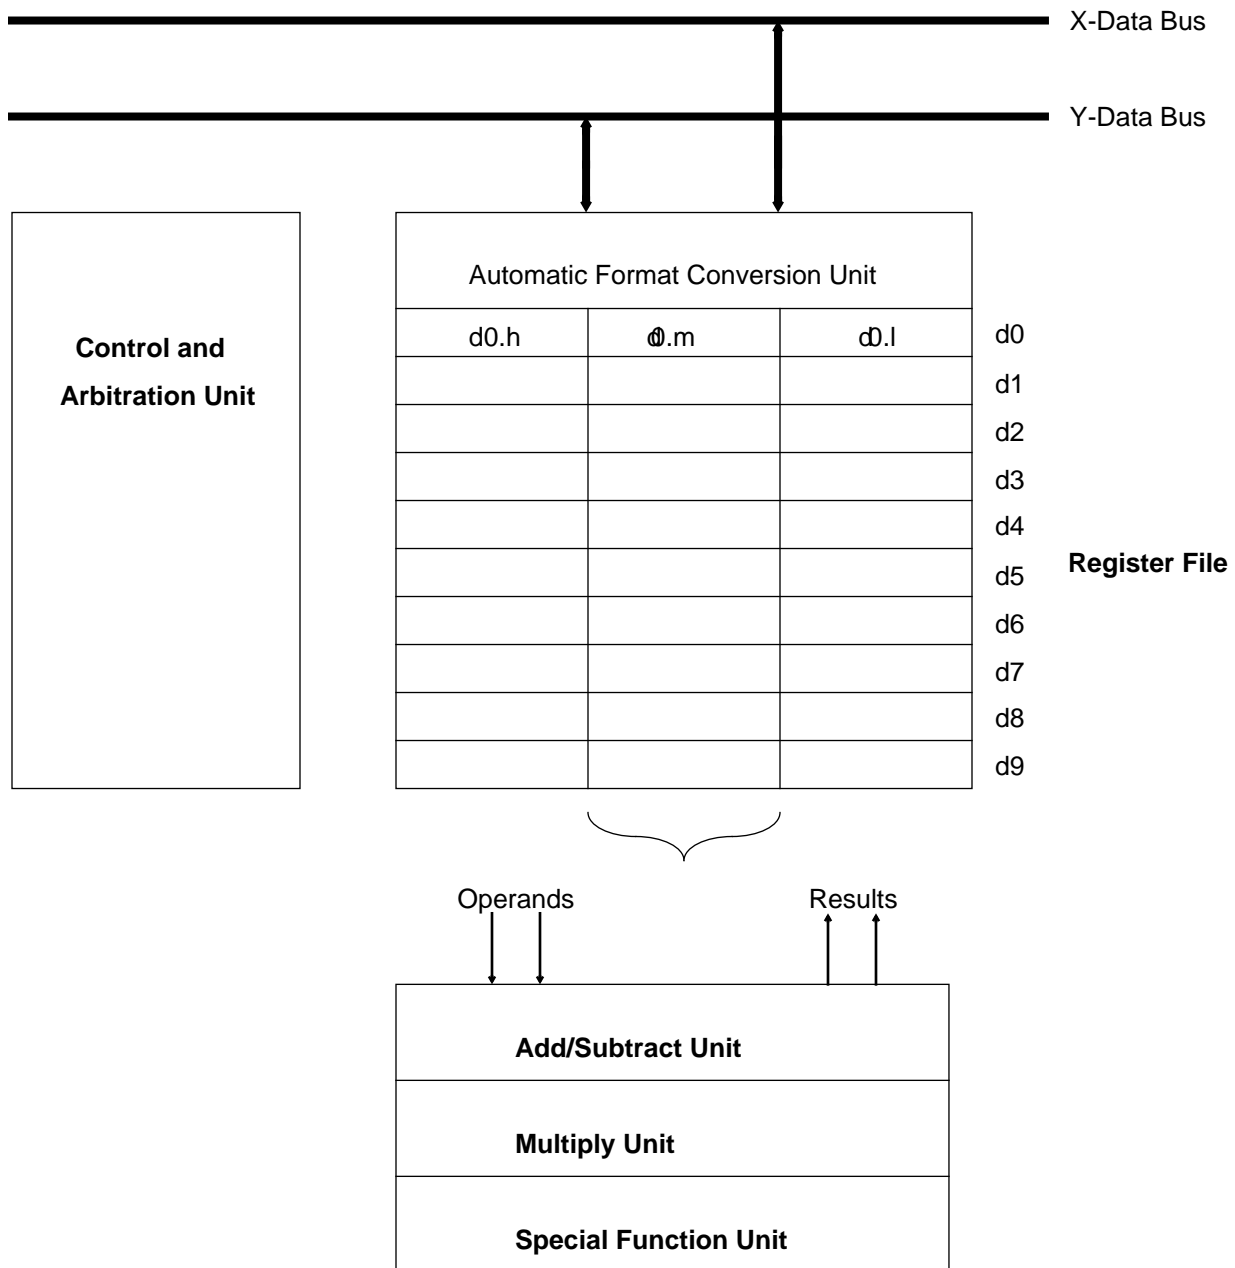 X-Data Bus
Y-Data Bus
Automatic Format Conversion Unit
Control and
Arbitration Unit
d0.h d0.m d0.l d0
d1
d2
d3
d4
d5
Register File
d6
d7
d8
d9
Operands Results
Add/Subtract Unit
Multiply Unit
Special Function Unit